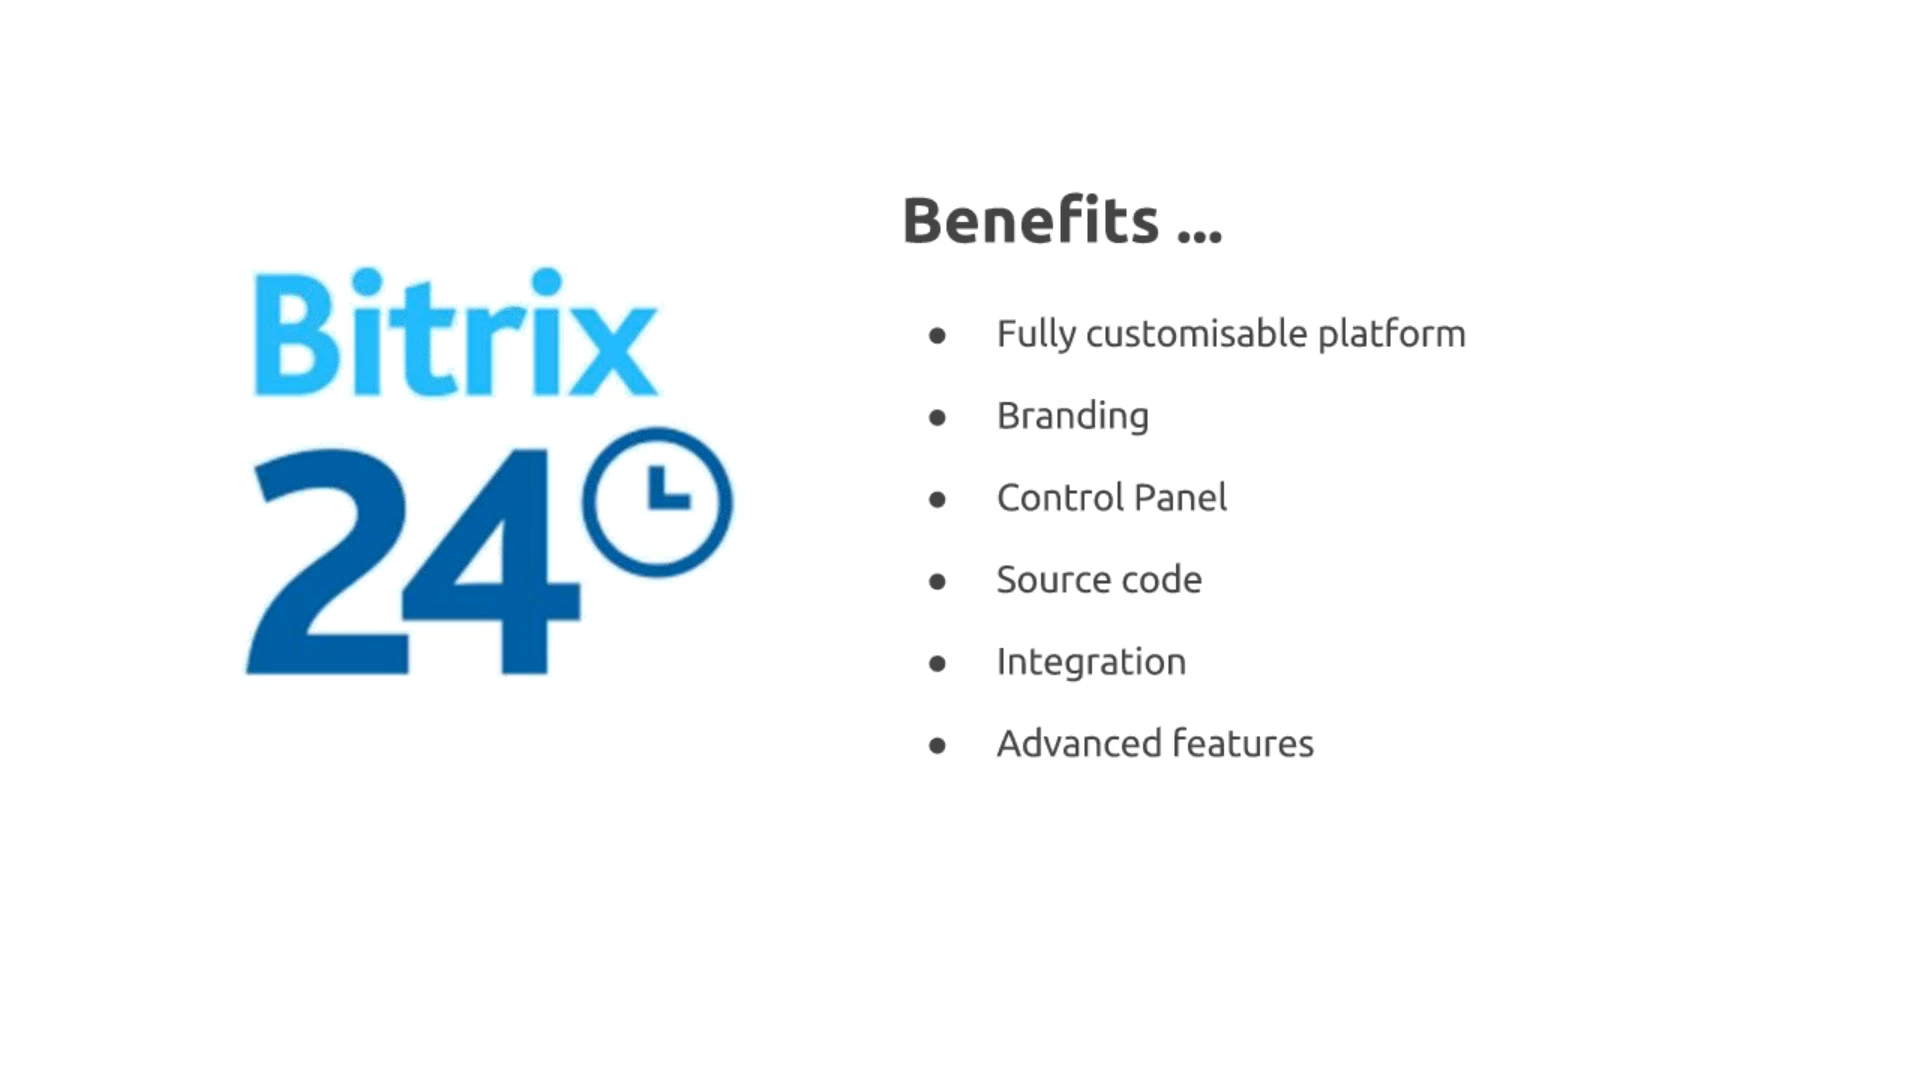 Bitrix
24
Benefits ...
● Fully customisable platform
● Branding
● Control Panel
● Source code
● Integration
● Advanced features